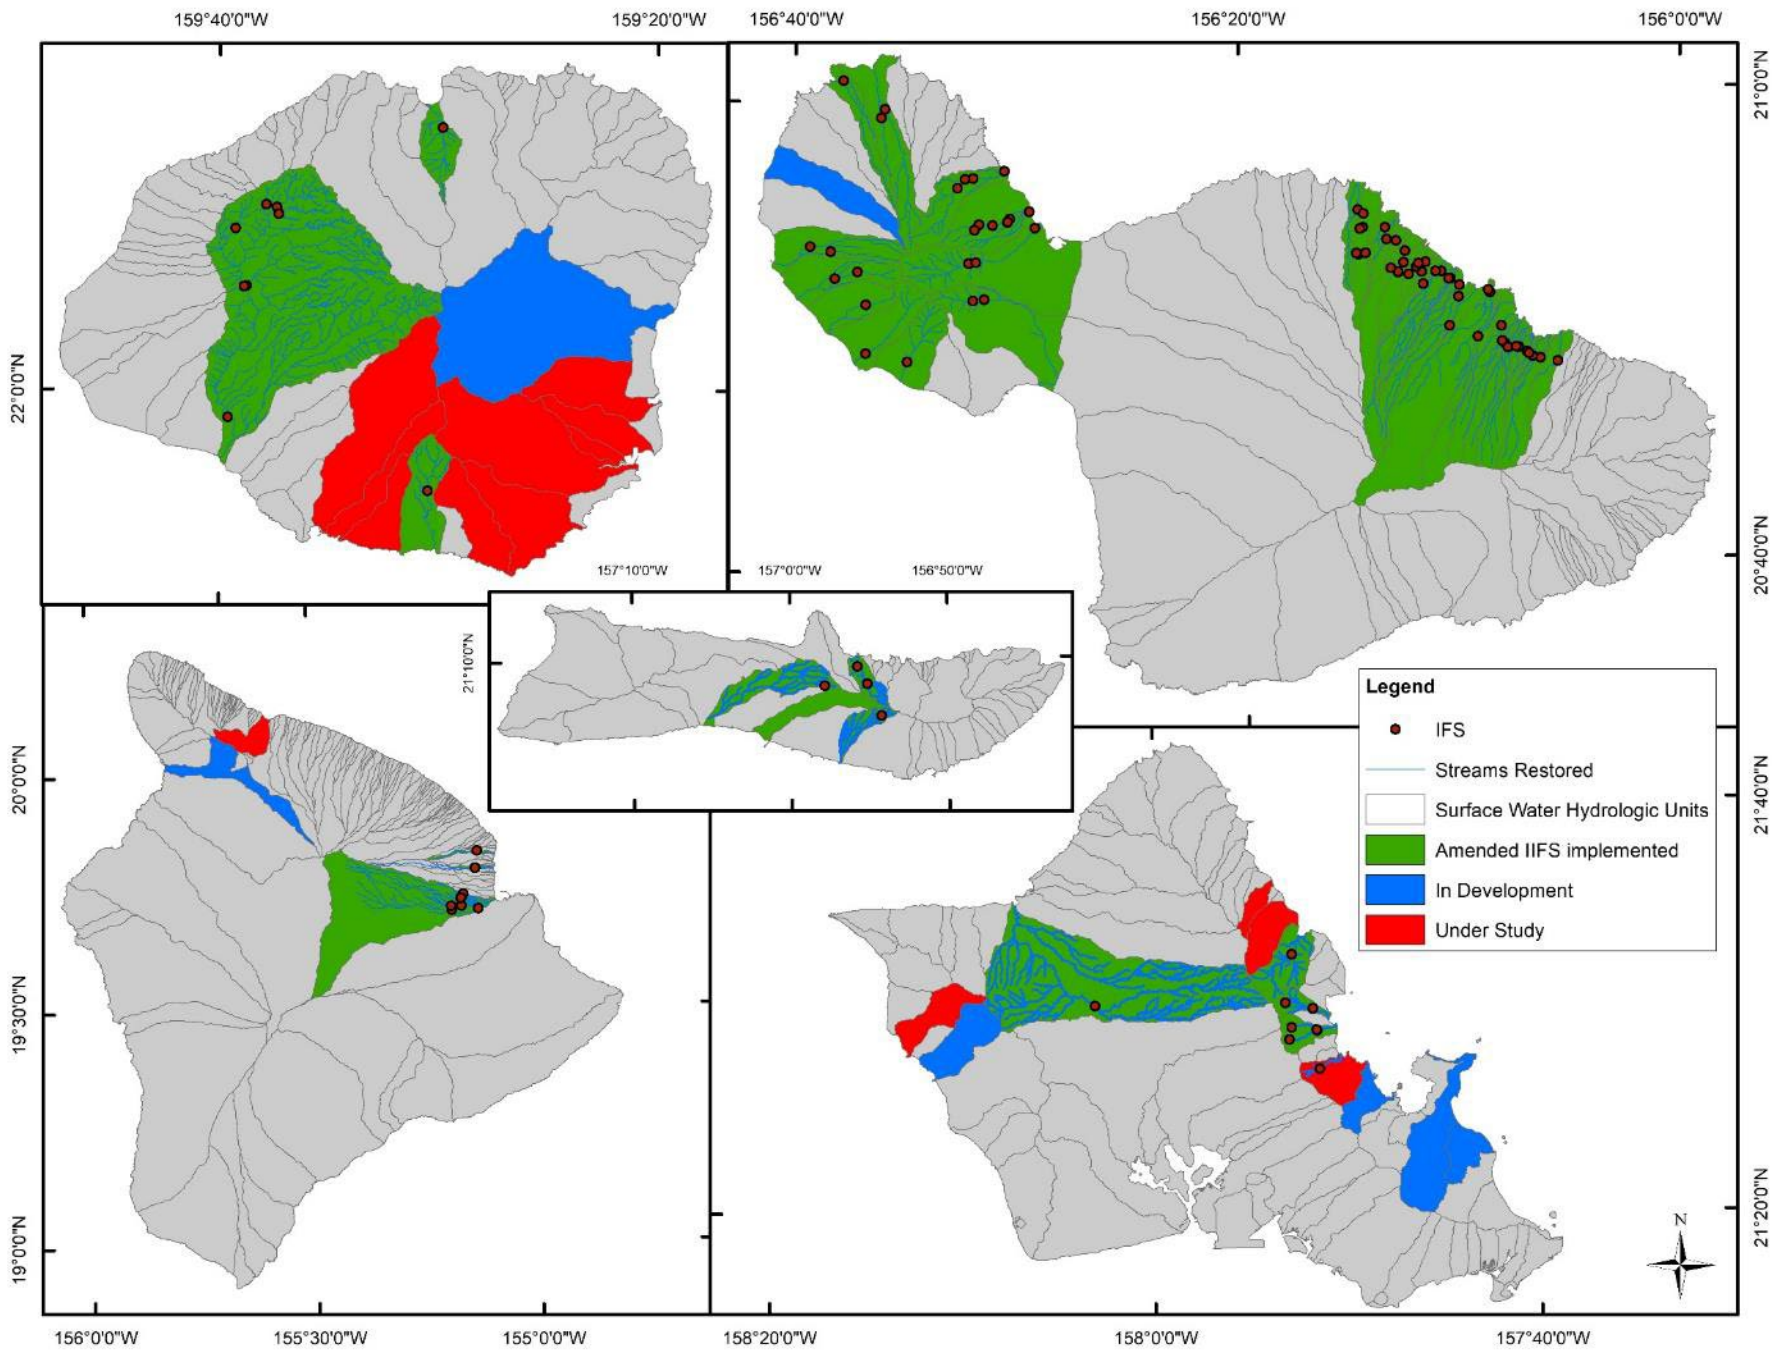 159°40'0"W
159°20'0"W
156°40'0"W
156°20'0"W
156°0'0"W
21°0'0"N
22°0'0"N
20°40'0"N
157°10'0"W
157°0'0"W
156°50'0"W
21°10'0"N
Legend
IFS
Streams Restored
Surface Water Hydrologic Units
Amended IIFS implemented
In Development
Under Study
20°0'0"N
21°40'0"N
19°30'0"N
21°20'0"N
19°0'0"N
N
156°0'0"W
155°30'0"W
155°0'0"W
158°20'0"W
158°0'0"W
157°40'0"W